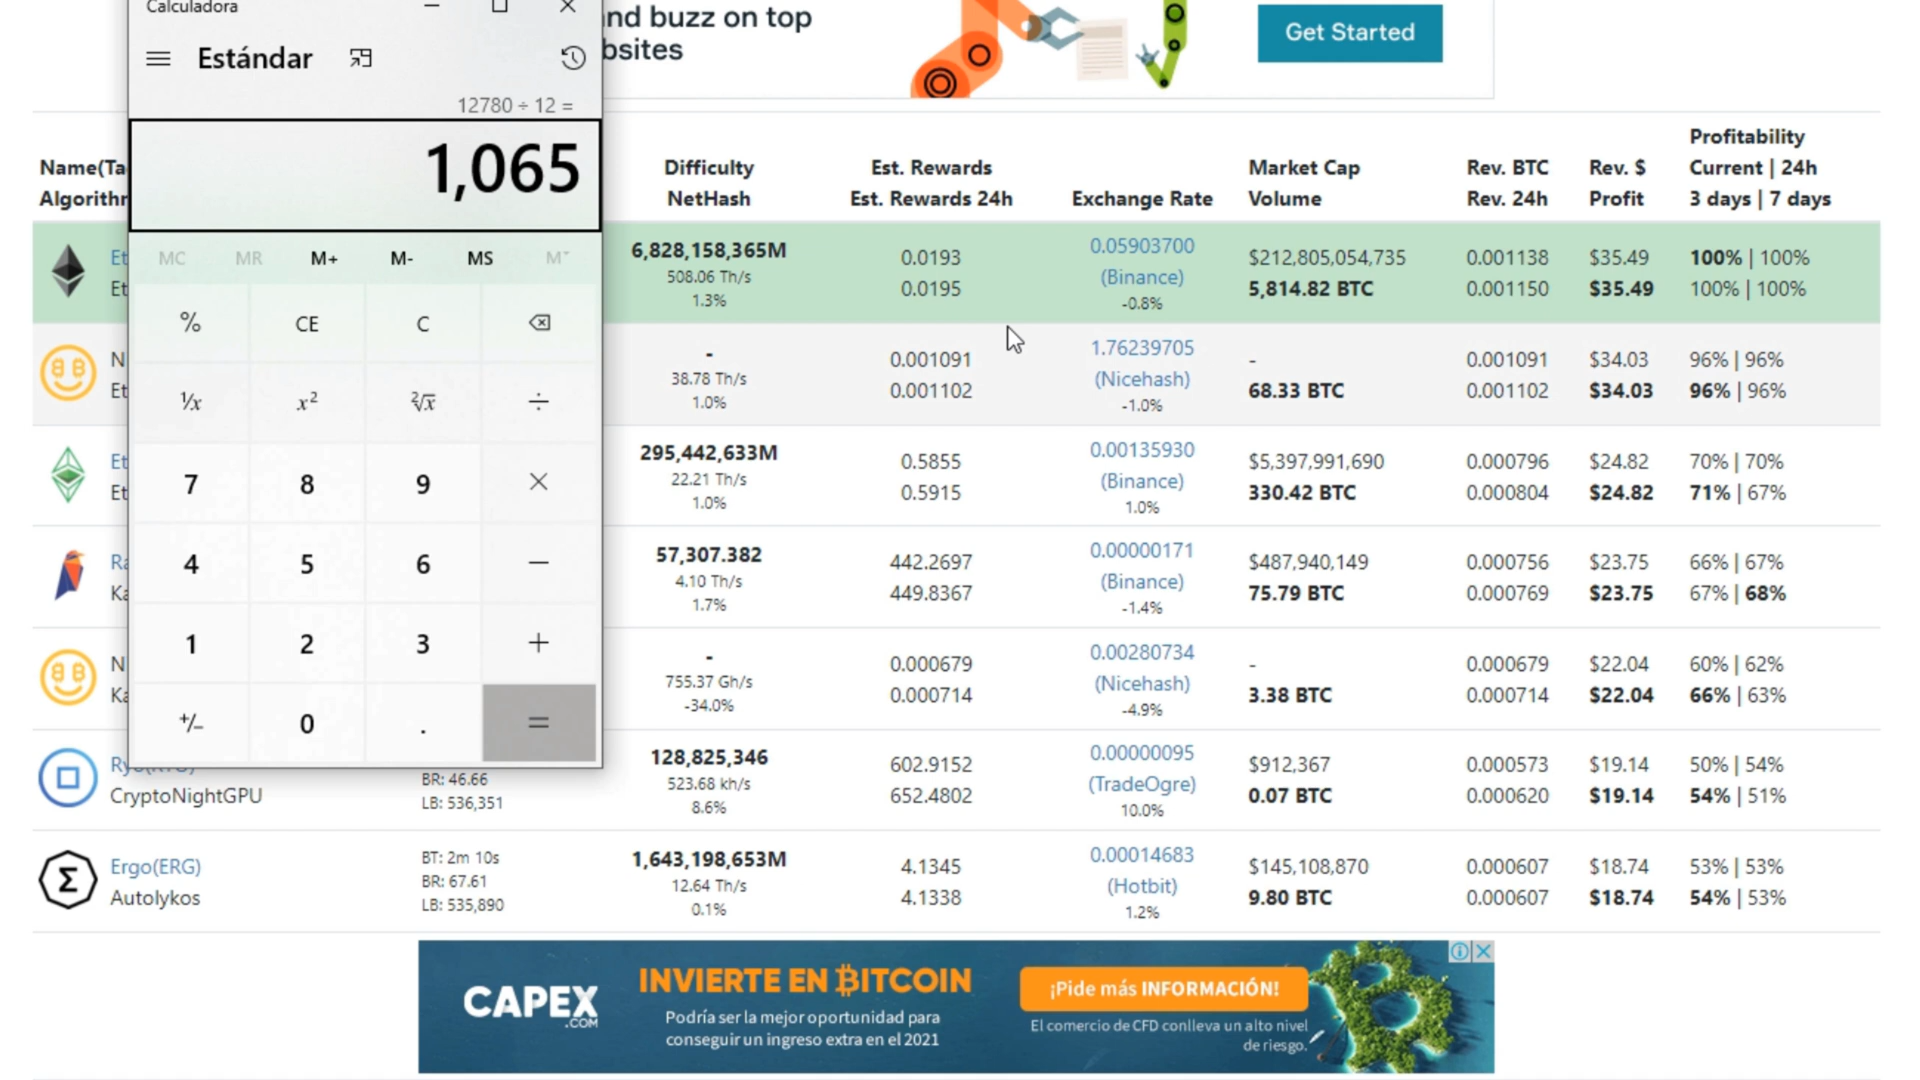 Calculadora
Estándar
12780 ÷ 12 =
1,065
MC MR M+ M- MS
% CE C
¹/x x² ²√x ÷
7 8 9 ×
4 5 6 −
1 2 3 +
+/− 0 . =
nd buzz on top
bsites
Get Started
Name(Ta
Algorithr
Difficulty
NetHash
Est. Rewards
Est. Rewards 24h
Exchange Rate
Market Cap
Volume
Rev. BTC
Rev. 24h
Rev. $
Profit
Profitability
Current | 24h
3 days | 7 days
Et
Et
6,828,158,365M
508.06 Th/s
1.3%
0.0193
0.0195
0.05903700
(Binance)
-0.8%
$212,805,054,735
5,814.82 BTC
0.001138
0.001150
$35.49
$35.49
100% | 100%
100% | 100%
N
Et
-
38.78 Th/s
1.0%
0.001091
0.001102
1.76239705
(Nicehash)
-1.0%
-
68.33 BTC
0.001091
0.001102
$34.03
$34.03
96% | 96%
96% | 96%
Et
Et
295,442,633M
22.21 Th/s
1.0%
0.5855
0.5915
0.00135930
(Binance)
1.0%
$5,397,991,690
330.42 BTC
0.000796
0.000804
$24.82
$24.82
70% | 70%
71% | 67%
Ra
Ka
57,307.382
4.10 Th/s
1.7%
442.2697
449.8367
0.00000171
(Binance)
-1.4%
$487,940,149
75.79 BTC
0.000756
0.000769
$23.75
$23.75
66% | 67%
67% | 68%
N
Ka
-
755.37 Gh/s
-34.0%
0.000679
0.000714
0.00280734
(Nicehash)
-4.9%
-
3.38 BTC
0.000679
0.000714
$22.04
$22.04
60% | 62%
66% | 63%
CryptoNightGPU
BR: 46.66
LB: 536,351
128,825,346
523.68 kh/s
8.6%
602.9152
652.4802
0.00000095
(TradeOgre)
10.0%
$912,367
0.07 BTC
0.000573
0.000620
$19.14
$19.14
50% | 54%
54% | 51%
Ergo(ERG)
Autolykos
BT: 2m 10s
BR: 67.61
LB: 535,890
1,643,198,653M
12.64 Th/s
0.1%
4.1345
4.1338
0.00014683
(Hotbit)
1.2%
$145,108,870
9.80 BTC
0.000607
0.000607
$18.74
$18.74
53% | 53%
54% | 53%
CAPEX
.COM
INVIERTE EN ₿ITCOIN
Podría ser la mejor oportunidad para
conseguir un ingreso extra en el 2021
¡Pide más INFORMACIÓN!
El comercio de CFD conlleva un alto nivel
de riesgo.